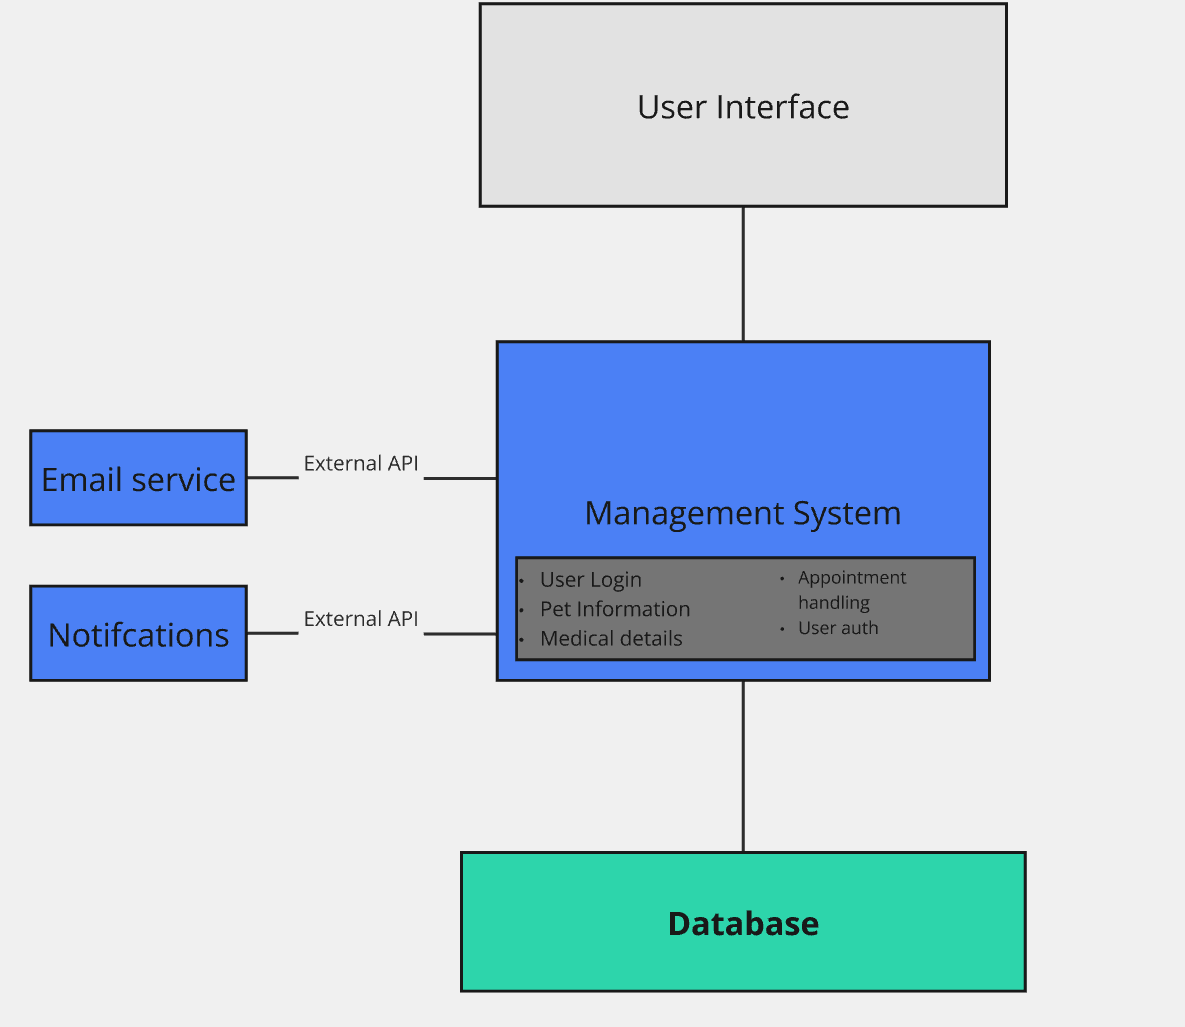 User Interface
External API
Email service
Management System
• User Login
• Pet Information
• Medical details
• Appointment
handling
• User auth
External API
Notifcations
Database